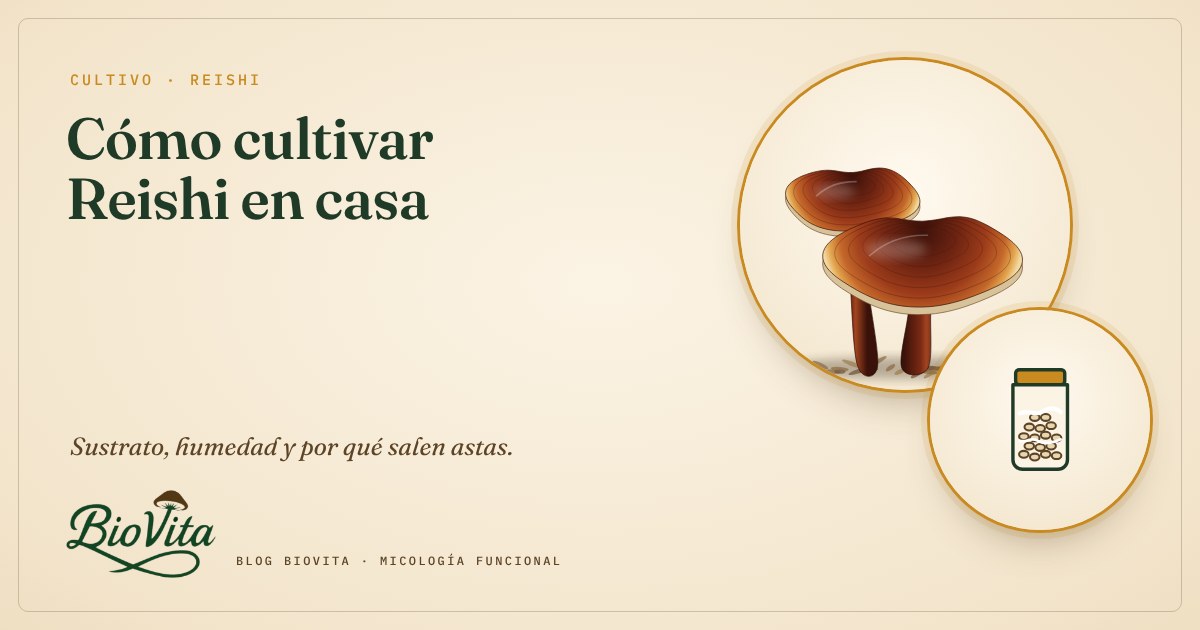 CULTIVO · REISHI
Cómo cultivar
Reishi en casa
Sustrato, humedad y por qué salen astas.
BioVita
BLOG BIOVITA · MICOLOGÍA FUNCIONAL